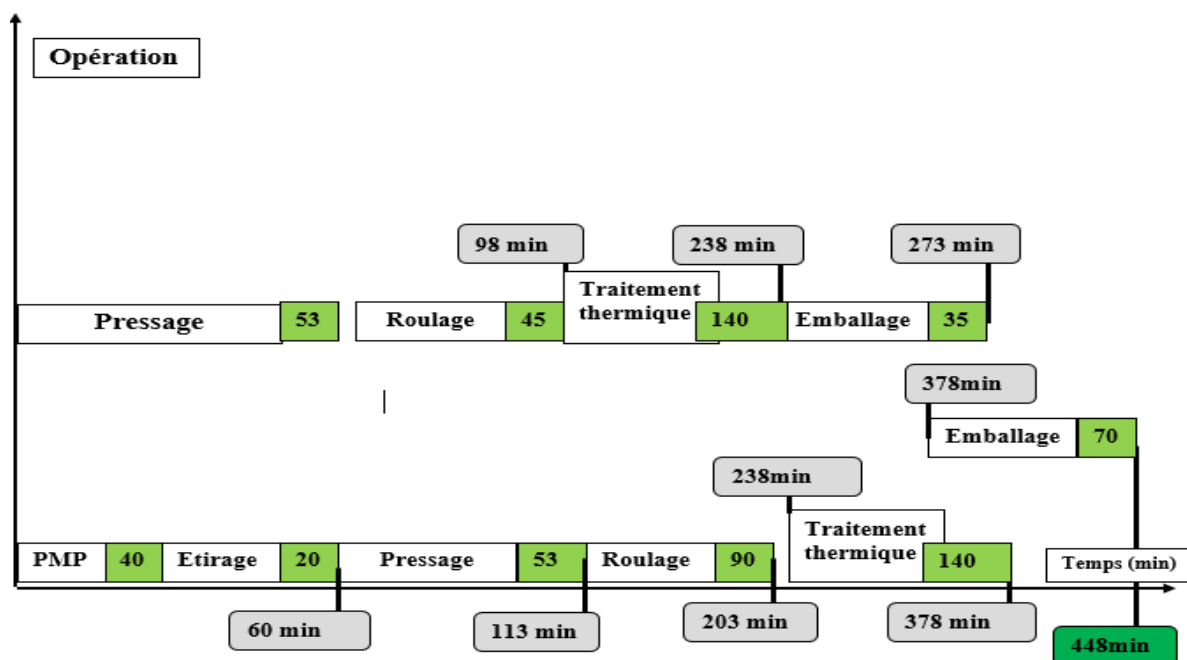 Opération
98 min
238 min
273 min
Pressage 53 Roulage 45 Traitement thermique 140 Emballage 35
378min
Emballage 70
238min
PMP 40 Etirage 20 Pressage 53 Roulage 90 Traitement thermique 140 Temps (min)
60 min
113 min
203 min
378 min
448min